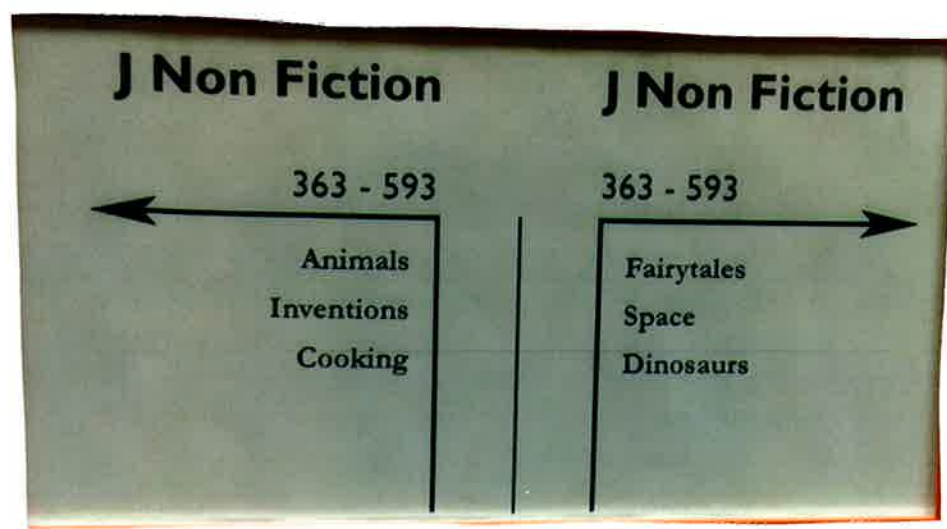 J Non Fiction
363 - 593
Animals
Inventions
Cooking
J Non Fiction
363 - 593
Fairytales
Space
Dinosaurs